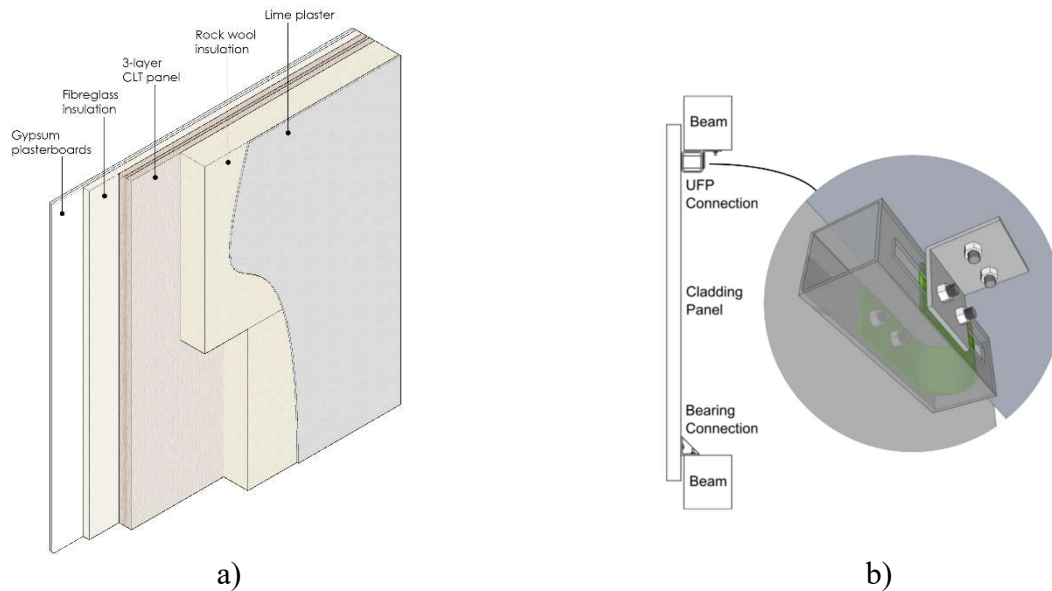 Lime plaster
Rock wool
insulation
3-layer
CLT panel
Fibreglass
insulation
Gypsum
plasterboards
a)
Beam
UFP
Connection
Cladding
Panel
Bearing
Connection
Beam
b)